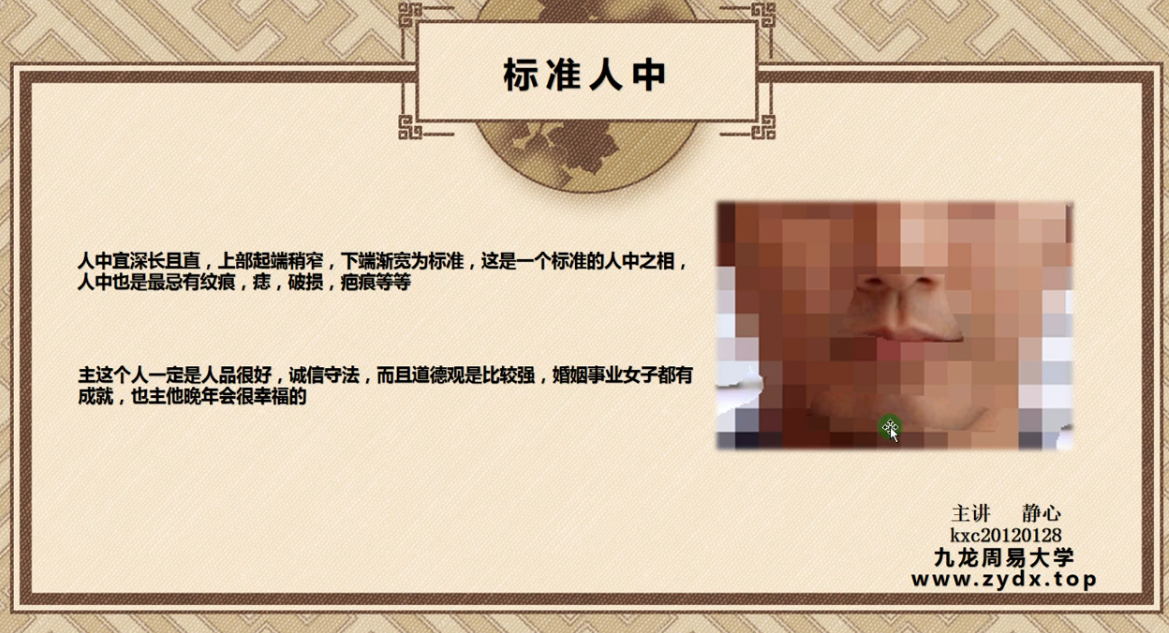 标准人中
人中宜深长且直，上部起端稍窄，下端渐宽为标准，这是一个标准的人中之相，
人中也是最忌有纹痕，痣，破损，疤痕等等
主这个人一定是人品很好，诚信守法，而且道德观是比较强，婚姻事业女子都有
成就，也主他晚年会很幸福的
主讲 静心
kxc20120128
九龙周易大学
www.zydx.top